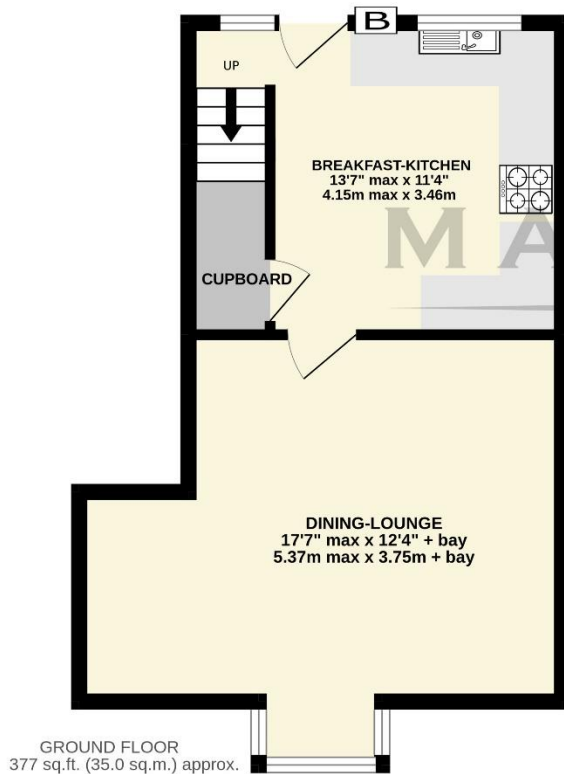 B
UP
BREAKFAST-KITCHEN
13'7" max x 11'4"
4.15m max x 3.46m
MA
CUPBOARD
DINING-LOUNGE
17'7" max x 12'4" + bay
5.37m max x 3.75m + bay
GROUND FLOOR
377 sq.ft. (35.0 sq.m.) approx.